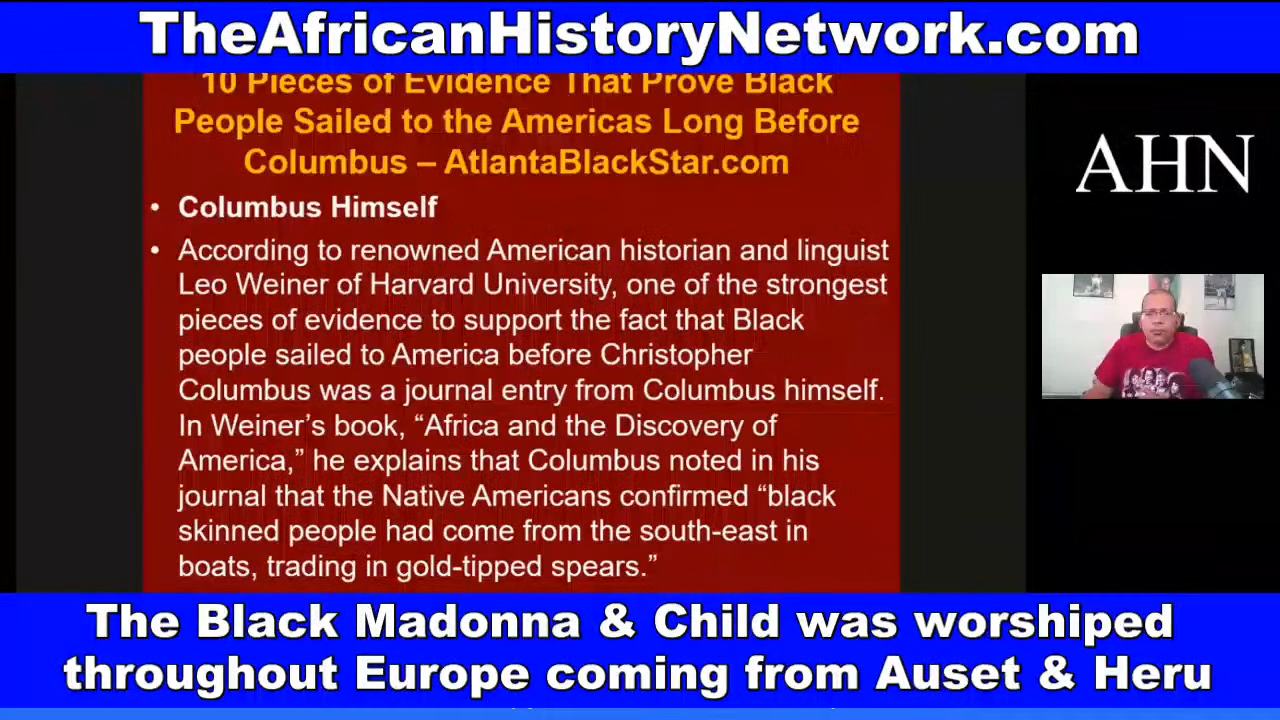 TheAfricanHistoryNetwork.com
10 Pieces of Evidence That Prove Black
People Sailed to the Americas Long Before
Columbus – AtlantaBlackStar.com
AHN
• Columbus Himself
• According to renowned American historian and linguist
Leo Weiner of Harvard University, one of the strongest
pieces of evidence to support the fact that Black
people sailed to America before Christopher
Columbus was a journal entry from Columbus himself.
In Weiner’s book, “Africa and the Discovery of
America,” he explains that Columbus noted in his
journal that the Native Americans confirmed “black
skinned people had come from the south-east in
boats, trading in gold-tipped spears.”
The Black Madonna & Child was worshiped
throughout Europe coming from Auset & Heru